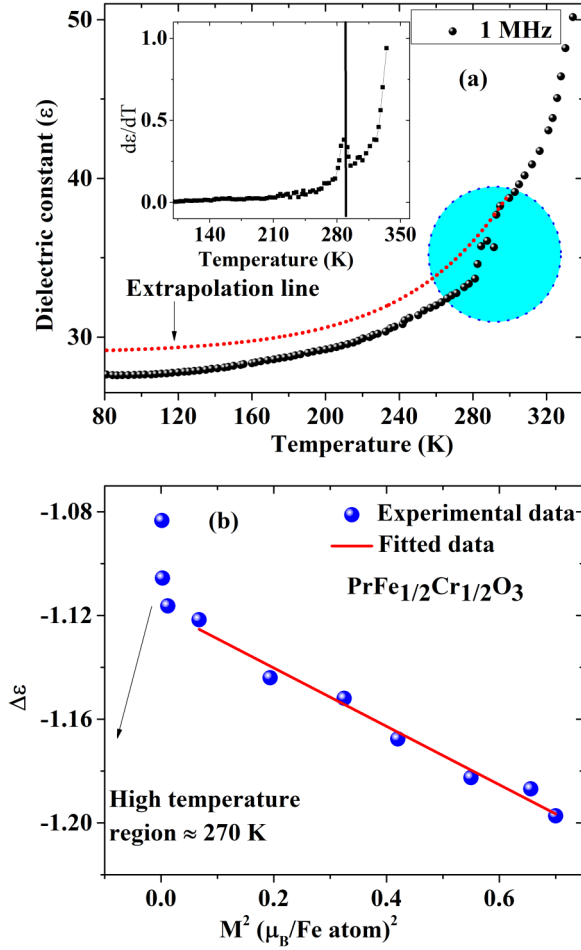 50
40
30
Dielectric constant (ε)
1 MHz
(a)
1.0
0.5
0.0
dε/dT
140 210 280 350
Temperature (K)
Extrapolation line
80 120 160 200 240 280 320
Temperature (K)
-1.08
-1.12
-1.16
-1.20
Δε
(b)
Experimental data
Fitted data
PrFe1/2Cr1/2O3
High temperature
region ≈ 270 K
0.0 0.2 0.4 0.6
M² (μB/Fe atom)²